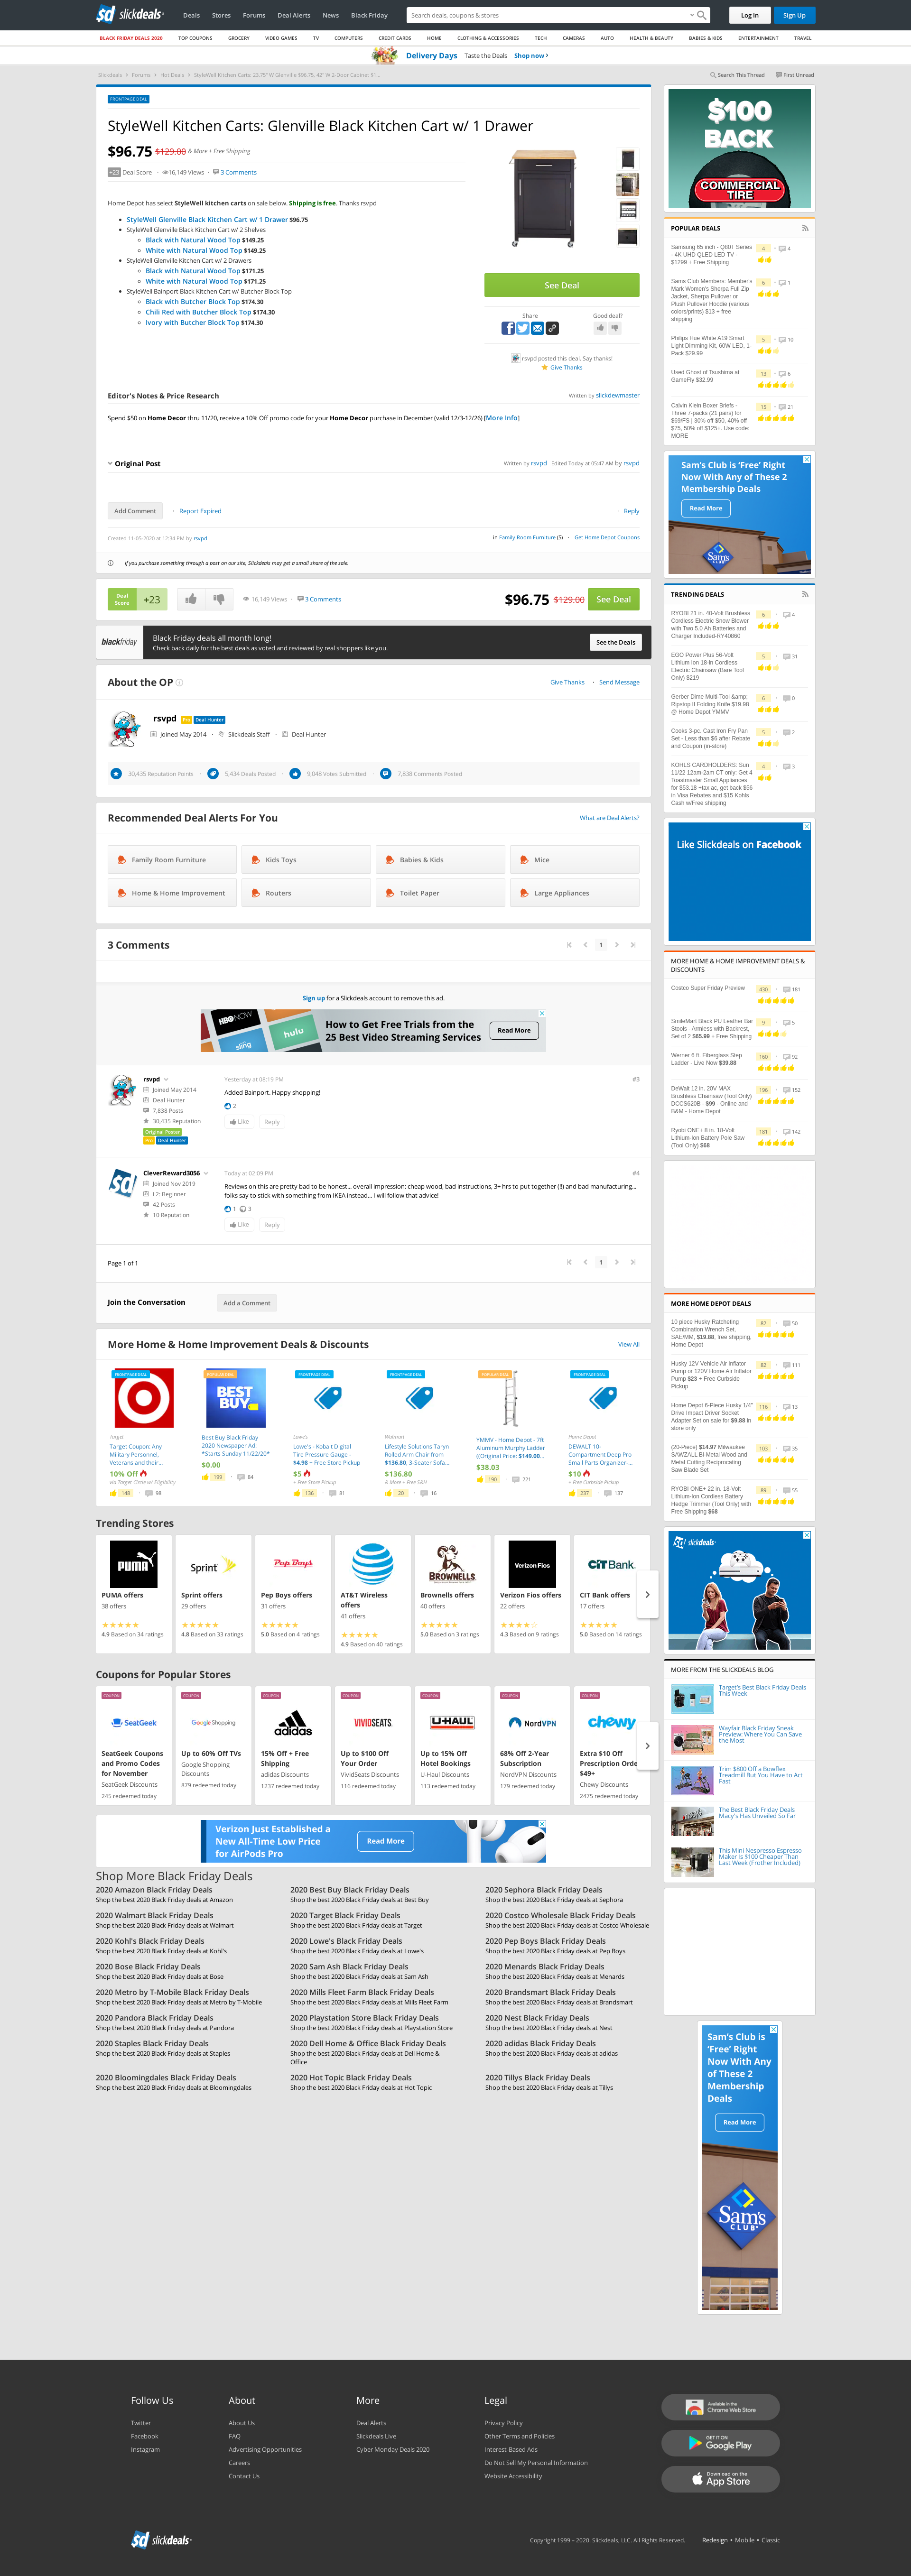 slickdeals
Deals Stores Forums Deal Alerts News Black Friday
Search deals, coupons & stores
Log In
Sign Up
BLACK FRIDAY DEALS 2020 TOP COUPONS GROCERY VIDEO GAMES TV COMPUTERS CREDIT CARDS HOME CLOTHING & ACCESSORIES TECH CAMERAS AUTO HEALTH & BEAUTY BABIES & KIDS ENTERTAINMENT TRAVEL
Delivery Days Taste the Deals Shop now
Slickdeals Forums Hot Deals StyleWell Kitchen Carts: 23.75" W Glenville $96.75, 42" W 2-Door Cabinet $1...
Search This Thread First Unread
FRONTPAGE DEAL
StyleWell Kitchen Carts: Glenville Black Kitchen Cart w/ 1 Drawer
$96.75 $129.00 & More + Free Shipping
+23 Deal Score 16,149 Views 3 Comments
Home Depot has select StyleWell kitchen carts on sale below. Shipping is free. Thanks rsvpd
StyleWell Glenville Black Kitchen Cart w/ 1 Drawer $96.75
StyleWell Glenville Black Kitchen Cart w/ 2 Shelves
Black with Natural Wood Top $149.25
White with Natural Wood Top $149.25
StyleWell Glenville Kitchen Cart w/ 2 Drawers
Black with Natural Wood Top $171.25
White with Natural Wood Top $171.25
StyleWell Bainport Black Kitchen Cart w/ Butcher Block Top
Black with Butcher Block Top $174.30
Chili Red with Butcher Block Top $174.30
Ivory with Butcher Block Top $174.30
See Deal
Share Good deal?
rsvpd posted this deal. Say thanks!
Give Thanks
Editor's Notes & Price Research
Written by slickdewmaster
Spend $50 on Home Decor thru 11/20, receive a 10% Off promo code for your Home Decor purchase in December (valid 12/3-12/26) [More Info]
Original Post
Written by rsvpd Edited Today at 05:47 AM by rsvpd
Add Comment Report Expired Reply
Created 11-05-2020 at 12:34 PM by rsvpd
in Family Room Furniture (5) Get Home Depot Coupons
If you purchase something through a post on our site, Slickdeals may get a small share of the sale.
Deal Score +23
16,149 Views 3 Comments
$96.75 $129.00 See Deal
blackfriday
Black Friday deals all month long!
Check back daily for the best deals as voted and reviewed by real shoppers like you.
See the Deals
About the OP
Give Thanks Send Message
rsvpd Pro Deal Hunter
Joined May 2014 Slickdeals Staff Deal Hunter
30,435 Reputation Points 5,434 Deals Posted 9,048 Votes Submitted 7,838 Comments Posted
Recommended Deal Alerts For You
What are Deal Alerts?
Family Room Furniture Kids Toys Babies & Kids Mice
Home & Home Improvement Routers Toilet Paper Large Appliances
3 Comments
1
Sign up for a Slickdeals account to remove this ad.
HBO NOW
hulu
sling
How to Get Free Trials from the
25 Best Video Streaming Services
Read More
rsvpd
Joined May 2014
Deal Hunter
7,838 Posts
30,435 Reputation
Original Poster
Pro Deal Hunter
Yesterday at 08:19 PM
#3
Added Bainport. Happy shopping!
2
Like Reply
CleverReward3056
Joined Nov 2019
L2: Beginner
42 Posts
10 Reputation
Today at 02:09 PM
#4
Reviews on this are pretty bad to be honest... overall impression: cheap wood, bad instructions, 3+ hrs to put together (!!) and bad manufacturing...
folks say to stick with something from IKEA instead... I will follow that advice!
1 3
Like Reply
Page 1 of 1
1
Join the Conversation
Add a Comment
More Home & Home Improvement Deals & Discounts
View All
FRONTPAGE DEAL
Target
Target Coupon: Any
Military Personnel,
Veterans and their...
10% Off
via Target Circle w/ Eligibility
148 98
POPULAR DEAL
BEST BUY
Best Buy Black Friday
2020 Newspaper Ad:
*Starts Sunday 11/22/20*
$0.00
199 84
FRONTPAGE DEAL
Lowe's
Lowe's - Kobalt Digital
Tire Pressure Gauge -
$4.98 + Free Store Pickup
$5
+ Free Store Pickup
136 81
FRONTPAGE DEAL
Walmart
Lifestyle Solutions Taryn
Rolled Arm Chair from
$136.80, 3-Seater Sofa...
$136.80
& More + Free S&H
20 16
POPULAR DEAL
YMMV - Home Depot - 7ft
Aluminum Murphy Ladder
((Original Price: $149.00...
$38.03
190 221
FRONTPAGE DEAL
Home Depot
DEWALT 10-
Compartment Deep Pro
Small Parts Organizer-...
$10
+ Free Curbside Pickup
237 137
Trending Stores
PUMA
PUMA offers
38 offers
4.9 Based on 34 ratings
Sprint
Sprint offers
29 offers
4.8 Based on 33 ratings
Pep Boys
Pep Boys offers
31 offers
5.0 Based on 4 ratings
AT&T Wireless
offers
41 offers
4.9 Based on 40 ratings
BROWNELLS
Brownells offers
40 offers
5.0 Based on 3 ratings
Verizon Fios
Verizon Fios offers
22 offers
4.3 Based on 9 ratings
CIT Bank
CIT Bank offers
17 offers
5.0 Based on 14 ratings
Coupons for Popular Stores
COUPON
SeatGeek
SeatGeek Coupons
and Promo Codes
for November
SeatGeek Discounts
245 redeemed today
COUPON
Google Shopping
Up to 60% Off TVs
Google Shopping
Discounts
879 redeemed today
COUPON
adidas
15% Off + Free
Shipping
adidas Discounts
1237 redeemed today
COUPON
VIVIDSEATS
Up to $100 Off
Your Order
VividSeats Discounts
116 redeemed today
COUPON
U-HAUL
Up to 15% Off
Hotel Bookings
U-Haul Discounts
113 redeemed today
COUPON
NordVPN
68% Off 2-Year
Subscription
NordVPN Discounts
179 redeemed today
COUPON
chewy
Extra $10 Off
Prescription Orde
$49+
Chewy Discounts
2475 redeemed today
Verizon Just Established a
New All-Time Low Price
for AirPods Pro
Read More
Shop More Black Friday Deals
2020 Amazon Black Friday Deals
Shop the best 2020 Black Friday deals at Amazon
2020 Best Buy Black Friday Deals
Shop the best 2020 Black Friday deals at Best Buy
2020 Sephora Black Friday Deals
Shop the best 2020 Black Friday deals at Sephora
2020 Walmart Black Friday Deals
Shop the best 2020 Black Friday deals at Walmart
2020 Target Black Friday Deals
Shop the best 2020 Black Friday deals at Target
2020 Costco Wholesale Black Friday Deals
Shop the best 2020 Black Friday deals at Costco Wholesale
2020 Kohl's Black Friday Deals
Shop the best 2020 Black Friday deals at Kohl's
2020 Lowe's Black Friday Deals
Shop the best 2020 Black Friday deals at Lowe's
2020 Pep Boys Black Friday Deals
Shop the best 2020 Black Friday deals at Pep Boys
2020 Bose Black Friday Deals
Shop the best 2020 Black Friday deals at Bose
2020 Sam Ash Black Friday Deals
Shop the best 2020 Black Friday deals at Sam Ash
2020 Menards Black Friday Deals
Shop the best 2020 Black Friday deals at Menards
2020 Metro by T-Mobile Black Friday Deals
Shop the best 2020 Black Friday deals at Metro by T-Mobile
2020 Mills Fleet Farm Black Friday Deals
Shop the best 2020 Black Friday deals at Mills Fleet Farm
2020 Brandsmart Black Friday Deals
Shop the best 2020 Black Friday deals at Brandsmart
2020 Pandora Black Friday Deals
Shop the best 2020 Black Friday deals at Pandora
2020 Playstation Store Black Friday Deals
Shop the best 2020 Black Friday deals at Playstation Store
2020 Nest Black Friday Deals
Shop the best 2020 Black Friday deals at Nest
2020 Staples Black Friday Deals
Shop the best 2020 Black Friday deals at Staples
2020 Dell Home & Office Black Friday Deals
Shop the best 2020 Black Friday deals at Dell Home &
Office
2020 adidas Black Friday Deals
Shop the best 2020 Black Friday deals at adidas
2020 Bloomingdales Black Friday Deals
Shop the best 2020 Black Friday deals at Bloomingdales
2020 Hot Topic Black Friday Deals
Shop the best 2020 Black Friday deals at Hot Topic
2020 Tillys Black Friday Deals
Shop the best 2020 Black Friday deals at Tillys
$100
BACK
COMMERCIAL
TIRE
POPULAR DEALS
Samsung 65 inch - Q80T Series
- 4K UHD QLED LED TV -
$1299 + Free Shipping
4 4
Sams Club Members: Member's
Mark Women's Sherpa Full Zip
Jacket, Sherpa Pullover or
Plush Pullover Hoodie (various
colors/prints) $13 + free
shipping
6 1
Philips Hue White A19 Smart
Light Dimming Kit, 60W LED, 1-
Pack $29.99
5 10
Used Ghost of Tsushima at
GameFly $32.99
13 6
Calvin Klein Boxer Briefs -
Three 7-packs (21 pairs) for
$69/FS | 30% off $50, 40% off
$75, 50% off $125+. Use code:
MORE
15 21
Sam's Club is 'Free' Right
Now With Any of These 2
Membership Deals
Read More
Sam's
CLUB
TRENDING DEALS
RYOBI 21 in. 40-Volt Brushless
Cordless Electric Snow Blower
with Two 5.0 Ah Batteries and
Charger Included-RY40860
6 4
EGO Power Plus 56-Volt
Lithium Ion 18-in Cordless
Electric Chainsaw (Bare Tool
Only) $219
5 31
Gerber Dime Multi-Tool &amp;
Ripstop II Folding Knife $19.98
@ Home Depot YMMV
6 0
Cooks 3-pc. Cast Iron Fry Pan
Set - Less than $6 after Rebate
and Coupon (in-store)
5 2
KOHLS CARDHOLDERS: Sun
11/22 12am-2am CT only: Get 4
Toastmaster Small Appliances
for $53.18 +tax ac, get back $56
in Visa Rebates and $15 Kohls
Cash w/Free shipping
4 3
Like Slickdeals on Facebook
MORE HOME & HOME IMPROVEMENT DEALS &
DISCOUNTS
Costco Super Friday Preview
430 181
SmileMart Black PU Leather Bar
Stools - Armless with Backrest,
Set of 2 $65.99 + Free Shipping
9 5
Werner 6 ft. Fiberglass Step
Ladder - Live Now $39.88
160 92
DeWalt 12 in. 20V MAX
Brushless Chainsaw (Tool Only)
DCCS620B - $99 - Online and
B&M - Home Depot
196 152
Ryobi ONE+ 8 in. 18-Volt
Lithium-Ion Battery Pole Saw
(Tool Only) $68
181 142
MORE HOME DEPOT DEALS
10 piece Husky Ratcheting
Combination Wrench Set,
SAE/MM, $19.88, free shipping,
Home Depot
82 50
Husky 12V Vehicle Air Inflator
Pump or 120V Home Air Inflator
Pump $23 + Free Curbside
Pickup
82 111
Home Depot 6-Piece Husky 1/4"
Drive Impact Driver Socket
Adapter Set on sale for $9.88 in
store only
116 13
(20-Piece) $14.97 Milwaukee
SAWZALL Bi-Metal Wood and
Metal Cutting Reciprocating
Saw Blade Set
103 35
RYOBI ONE+ 22 in. 18-Volt
Lithium-Ion Cordless Battery
Hedge Trimmer (Tool Only) with
Free Shipping $68
89 55
slickdeals
MORE FROM THE SLICKDEALS BLOG
Target's Best Black Friday Deals
This Week
Wayfair Black Friday Sneak
Preview: Where You Can Save
the Most
Trim $800 Off a Bowflex
Treadmill But You Have to Act
Fast
The Best Black Friday Deals
Macy's Has Unveiled So Far
This Mini Nespresso Espresso
Maker Is $100 Cheaper Than
Last Week (Frother Included)
Sam's Club is
'Free' Right
Now With Any
of These 2
Membership
Deals
Read More
Sam's
CLUB
Follow Us
Twitter
Facebook
Instagram
About
About Us
FAQ
Advertising Opportunities
Careers
Contact Us
More
Deal Alerts
Slickdeals Live
Cyber Monday Deals 2020
Legal
Privacy Policy
Other Terms and Policies
Interest-Based Ads
Do Not Sell My Personal Information
Website Accessibility
Available in the
Chrome Web Store
GET IT ON
Google Play
Download on the
App Store
slickdeals
Copyright 1999 – 2020. Slickdeals, LLC. All Rights Reserved. Redesign • Mobile • Classic